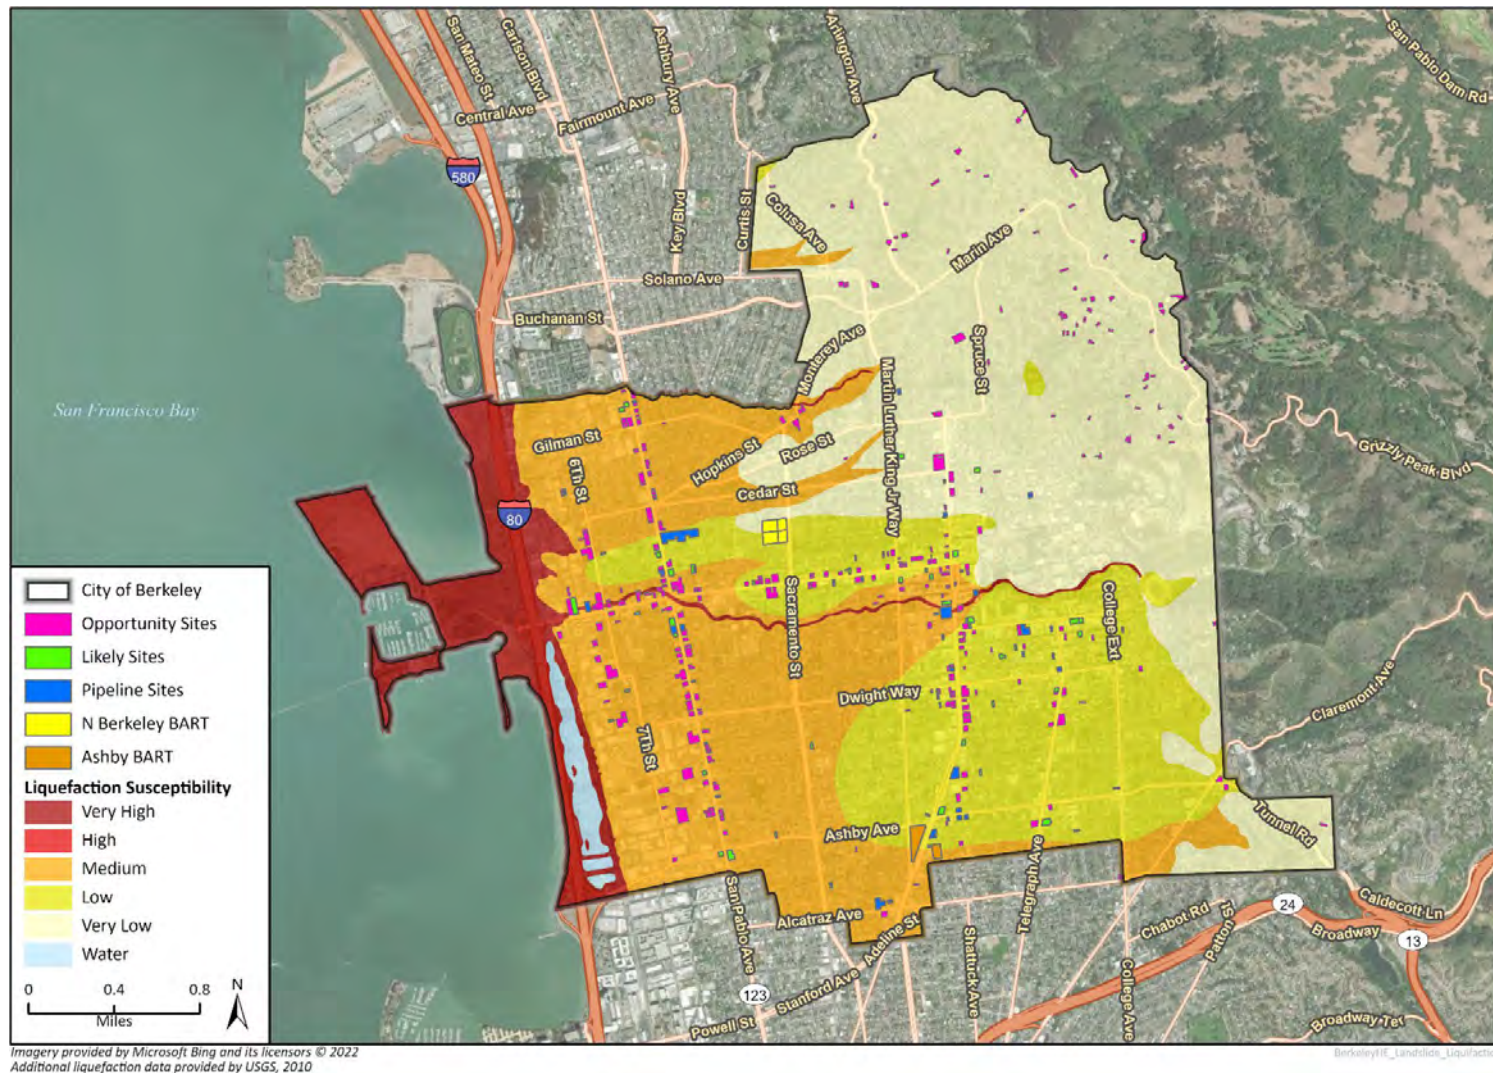 San Mateo St
Carlson Blvd
Ashbury Ave
Arlington Ave
San Pablo Dam Rd
Central Ave
Fairmount Ave
580
Key Blvd
Curtis St
Colusa Ave
Marin Ave
Solano Ave
Buchanan St
Monterey Ave
Martin Luther King Jr Way
Spruce St
San Francisco Bay
Gilman St
6Th St
Hopkins St
Rose St
Cedar St
Grizzly Peak Blvd
80
Sacramento St
College Ext
Dwight Way
7Th St
Claremont Ave
Ashby Ave
Tunnel Rd
San Pablo Ave
Alcatraz Ave
Adeline St
Telegraph Ave
Shattuck Ave
College Ave
Chabot Rd
Patton St
24
Broadway
Caldecott Ln
13
123
Stanford Ave
Powell St
Broadway Ter
City of Berkeley
Opportunity Sites
Likely Sites
Pipeline Sites
N Berkeley BART
Ashby BART
Liquefaction Susceptibility
Very High
High
Medium
Low
Very Low
Water
0 0.4 0.8
Miles
N
Imagery provided by Microsoft Bing and its licensors © 2022
Additional liquefaction data provided by USGS, 2010